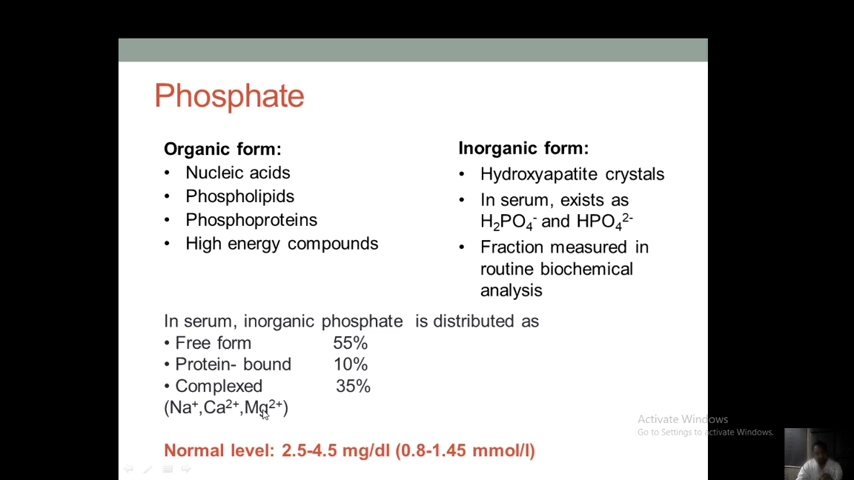 Phosphate
Organic form:
• Nucleic acids
• Phospholipids
• Phosphoproteins
• High energy compounds
Inorganic form:
• Hydroxyapatite crystals
• In serum, exists as
H₂PO₄⁻ and HPO₄²⁻
• Fraction measured in
routine biochemical
analysis
In serum, inorganic phosphate is distributed as
• Free form 55%
• Protein- bound 10%
• Complexed 35%
(Na⁺,Ca²⁺,Mg²⁺)
Normal level: 2.5-4.5 mg/dl (0.8-1.45 mmol/l)
Activate Windows
Go to Settings to activate Windows.